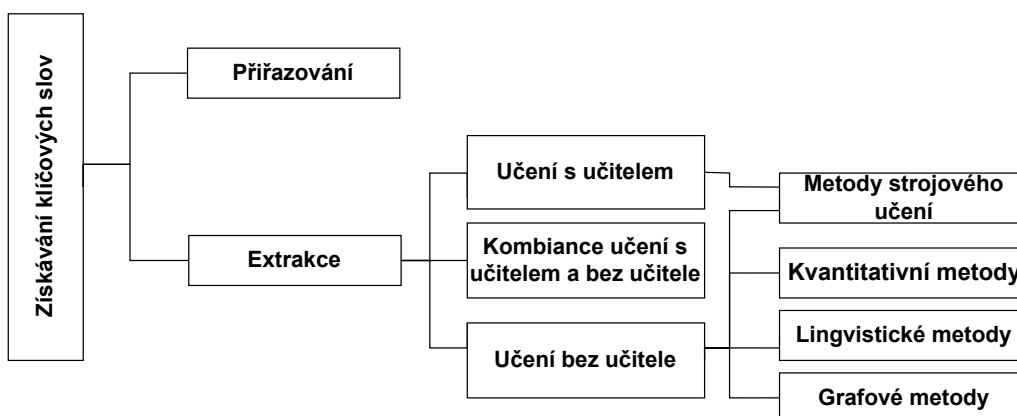 Získávání klíčových slov
Přiřazování
Extrakce
Učení s učitelem
Kombiance učení s
učitelem a bez učitele
Učení bez učitele
Metody strojového
učení
Kvantitativní metody
Lingvistické metody
Grafové metody